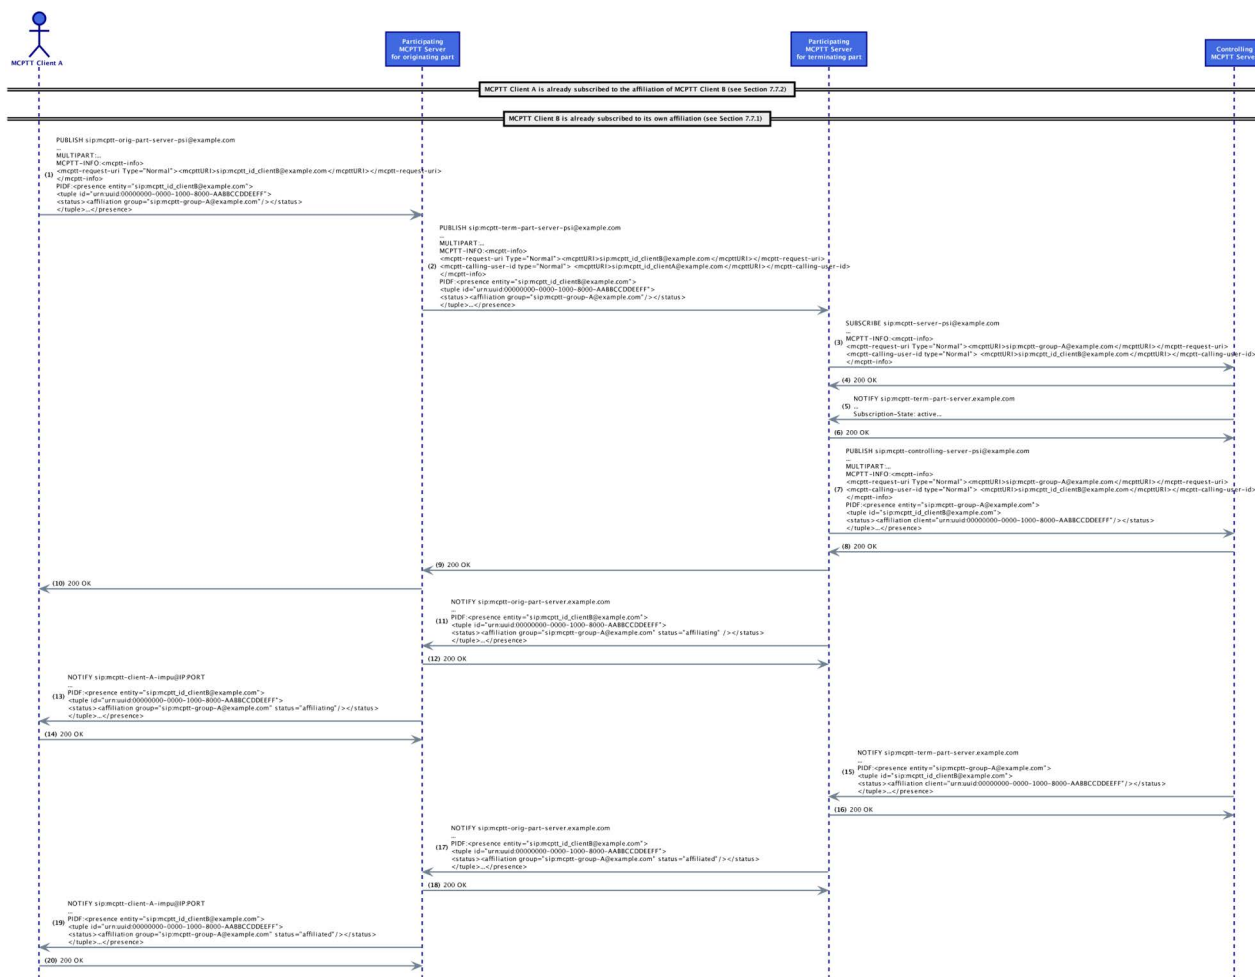 MCPTT Client A
Participating
MCPTT Server
for originating part
Participating
MCPTT Server
for terminating part
Controlling
MCPTT Serve
MCPTT Client A is already subscribed to the affiliation of MCPTT Client B (see Section 7.7.2)
MCPTT Client B is already subscribed to its own affiliation (see Section 7.7.1)
PUBLISH sip:mcptt-orig-part-server-psi@example.com
...
MULTIPART:...
MCPTT-INFO:<mcptt-info>
(1) <mcptt-request-uri Type="Normal"><mcpttURI>sip:mcptt_id_clientB@example.com</mcpttURI></mcptt-request-uri>
</mcptt-info>
PIDF:<presence entity="sip:mcptt_id_clientB@example.com">
<tuple id="urn:uuid:00000000-0000-1000-8000-AABBCCDDEEFF">
<status><affiliation group="sip:mcptt-group-A@example.com"/></status>
</tuple>...</presence>
PUBLISH sip:mcptt-term-part-server-psi@example.com
...
MULTIPART:...
MCPTT-INFO:<mcptt-info>
<mcptt-request-uri Type="Normal"><mcpttURI>sip:mcptt_id_clientB@example.com</mcpttURI></mcptt-request-uri>
(2) <mcptt-calling-user-id type="Normal"> <mcpttURI>sip:mcptt_id_clientA@example.com</mcpttURI></mcptt-calling-user-id>
</mcptt-info>
PIDF:<presence entity="sip:mcptt_id_clientB@example.com">
<tuple id="urn:uuid:00000000-0000-1000-8000-AABBCCDDEEFF">
<status><affiliation group="sip:mcptt-group-A@example.com"/></status>
</tuple>...</presence>
SUBSCRIBE sip:mcptt-server-psi@example.com
...
(3) MCPTT-INFO:<mcptt-info>
<mcptt-request-uri Type="Normal"><mcpttURI>sip:mcptt-group-A@example.com</mcpttURI></mcptt-request-uri>
<mcptt-calling-user-id type="Normal"> <mcpttURI>sip:mcptt_id_clientB@example.com</mcpttURI></mcptt-calling-user-id>
</mcptt-info>
(4) 200 OK
NOTIFY sip:mcptt-term-part-server.example.com
(5) ...
Subscription-State: active...
(6) 200 OK
PUBLISH sip:mcptt-controlling-server-psi@example.com
...
MULTIPART:...
MCPTT-INFO:<mcptt-info>
<mcptt-request-uri Type="Normal"><mcpttURI>sip:mcptt-group-A@example.com</mcpttURI></mcptt-request-uri>
(7) <mcptt-calling-user-id type="Normal"> <mcpttURI>sip:mcptt_id_clientB@example.com</mcpttURI></mcptt-calling-user-id>
</mcptt-info>
PIDF:<presence entity="sip:mcptt-group-A@example.com">
<tuple id="sip:mcptt_id_clientB@example.com">
<status><affiliation client="urn:uuid:00000000-0000-1000-8000-AABBCCDDEEFF"/></status>
</tuple>...</presence>
(8) 200 OK
(9) 200 OK
(10) 200 OK
NOTIFY sip:mcptt-orig-part-server.example.com
...
(11) PIDF:<presence entity="sip:mcptt_id_clientB@example.com">
<tuple id="urn:uuid:00000000-0000-1000-8000-AABBCCDDEEFF">
<status><affiliation group="sip:mcptt-group-A@example.com" status="affiliating" /></status>
</tuple>...</presence>
(12) 200 OK
NOTIFY sip:mcptt-client-A-impu@IP:PORT
...
(13) PIDF:<presence entity="sip:mcptt_id_clientB@example.com">
<tuple id="urn:uuid:00000000-0000-1000-8000-AABBCCDDEEFF">
<status><affiliation group="sip:mcptt-group-A@example.com" status="affiliating"/></status>
</tuple>...</presence>
(14) 200 OK
NOTIFY sip:mcptt-term-part-server.example.com
...
(15) PIDF:<presence entity="sip:mcptt-group-A@example.com">
<tuple id="sip:mcptt_id_clientB@example.com">
<status><affiliation client="urn:uuid:00000000-0000-1000-8000-AABBCCDDEEFF"/></status>
</tuple>...</presence>
(16) 200 OK
NOTIFY sip:mcptt-orig-part-server.example.com
...
(17) PIDF:<presence entity="sip:mcptt_id_clientB@example.com">
<tuple id="urn:uuid:00000000-0000-1000-8000-AABBCCDDEEFF">
<status><affiliation group="sip:mcptt-group-A@example.com" status="affiliated"/></status>
</tuple>...</presence>
(18) 200 OK
NOTIFY sip:mcptt-client-A-impu@IP:PORT
...
(19) PIDF:<presence entity="sip:mcptt_id_clientB@example.com">
<tuple id="urn:uuid:00000000-0000-1000-8000-AABBCCDDEEFF">
<status><affiliation group="sip:mcptt-group-A@example.com" status="affiliated"/></status>
</tuple>...</presence>
(20) 200 OK